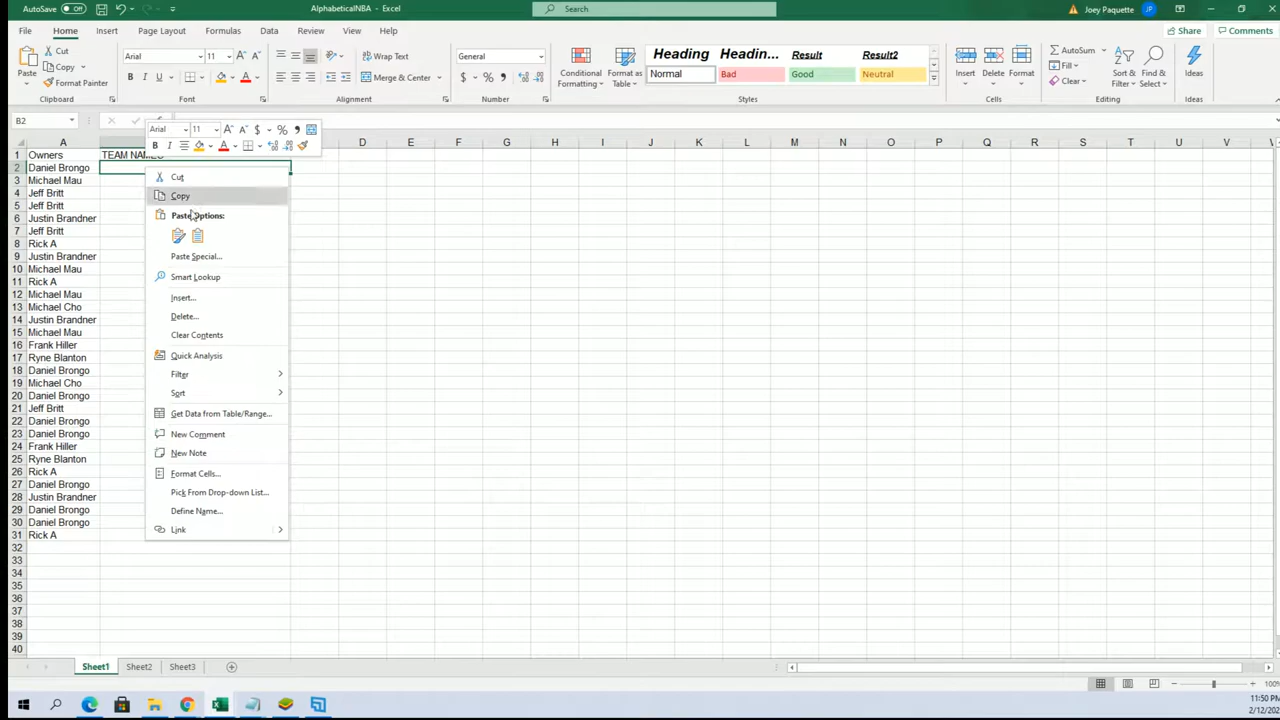 AutoSave Off AlphabeticalNBA - Excel Search Joey Paquette JP
File Home Insert Page Layout Formulas Data Review View Help Share Comments
Cut Arial 11 Wrap Text General Heading Headin... Result Result2 AutoSum
Paste Copy Conditional Format as Insert Delete Format Fill Sort & Find & Ideas
Format Painter Merge & Center Formatting Table Normal Bad Good Neutral Clear Filter Select
Clipboard Font Alignment Number Styles Cells Editing Ideas
B2
Arial 11 $ % ,
A D E F G H I J K L M N O P Q R S T U V
1 Owners TEAM NAMES
2 Daniel Brongo
3 Michael Mau
4 Jeff Britt
5 Jeff Britt
6 Justin Brandner
7 Jeff Britt
8 Rick A
9 Justin Brandner
10 Michael Mau
11 Rick A
12 Michael Mau
13 Michael Cho
14 Justin Brandner
15 Michael Mau
16 Frank Hiller
17 Ryne Blanton
18 Daniel Brongo
19 Michael Cho
20 Daniel Brongo
21 Jeff Britt
22 Daniel Brongo
23 Daniel Brongo
24 Frank Hiller
25 Ryne Blanton
26 Rick A
27 Daniel Brongo
28 Justin Brandner
29 Daniel Brongo
30 Daniel Brongo
31 Rick A
32
33
34
35
36
37
38
39
40
Cut
Copy
Paste Options:
Paste Special...
Smart Lookup
Insert...
Delete...
Clear Contents
Quick Analysis
Filter
Sort
Get Data from Table/Range...
New Comment
New Note
Format Cells...
Pick From Drop-down List...
Define Name...
Link
Sheet1 Sheet2 Sheet3
100%
11:50 PM
2/12/202